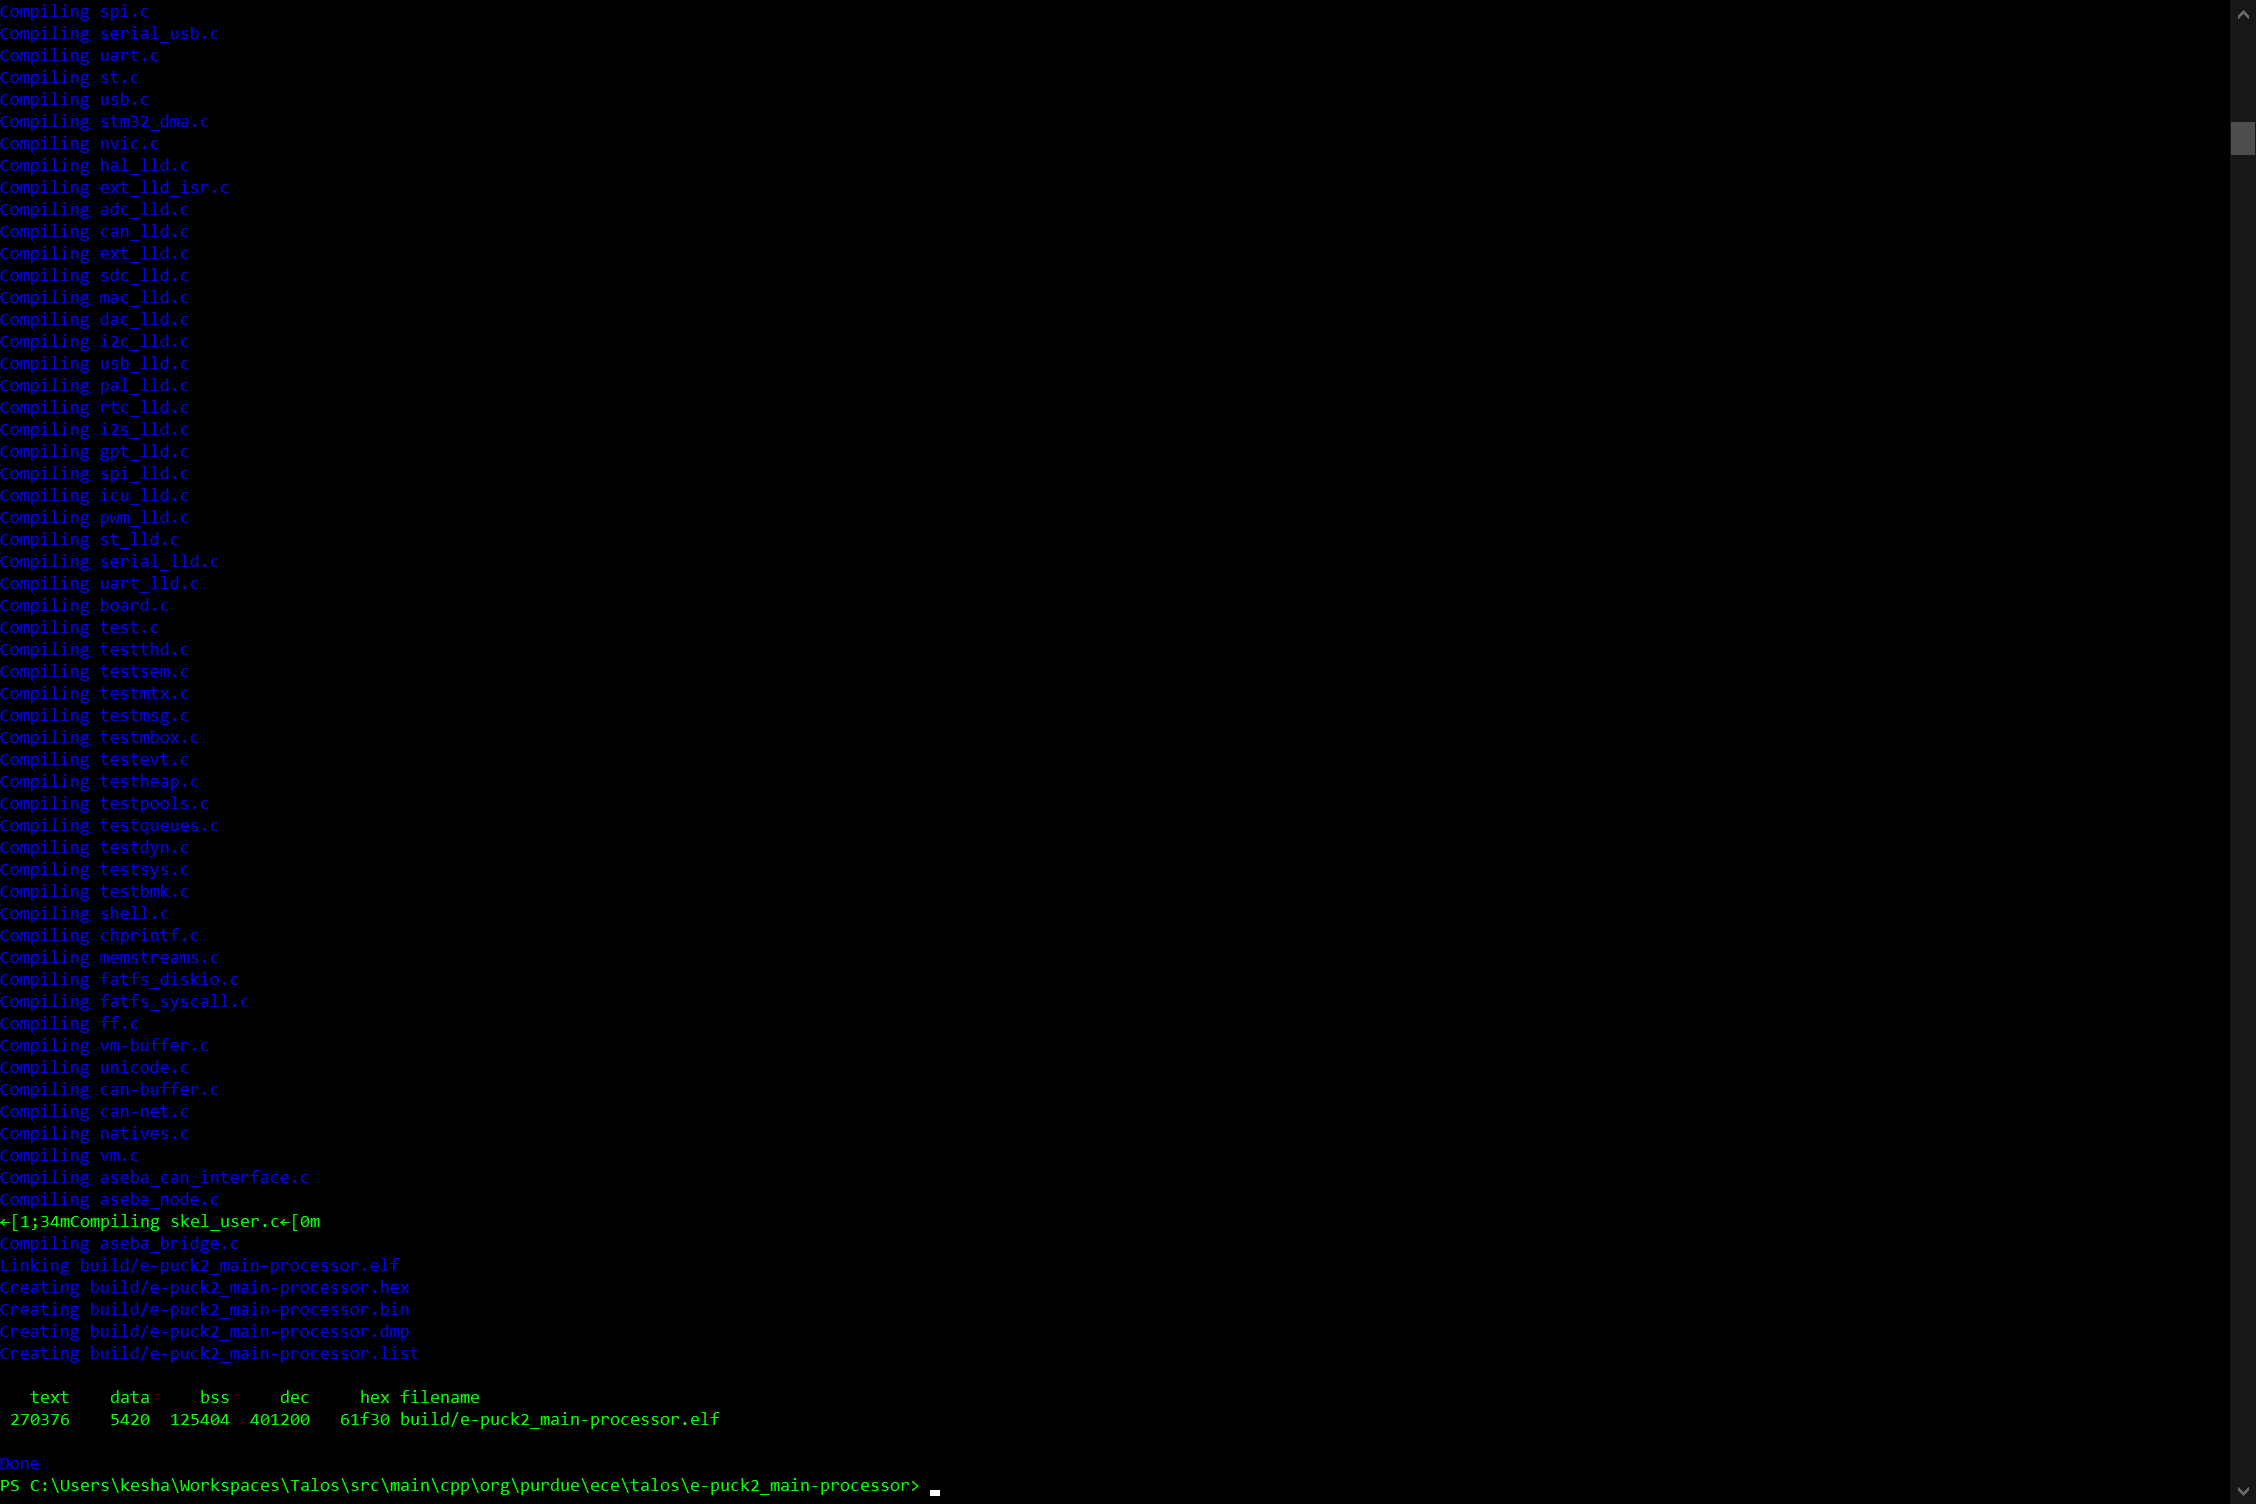 Compiling spi.c
Compiling serial_usb.c
Compiling uart.c
Compiling st.c
Compiling usb.c
Compiling stm32_dma.c
Compiling nvic.c
Compiling hal_lld.c
Compiling ext_lld_isr.c
Compiling adc_lld.c
Compiling can_lld.c
Compiling ext_lld.c
Compiling sdc_lld.c
Compiling mac_lld.c
Compiling dac_lld.c
Compiling i2c_lld.c
Compiling usb_lld.c
Compiling pal_lld.c
Compiling rtc_lld.c
Compiling i2s_lld.c
Compiling gpt_lld.c
Compiling spi_lld.c
Compiling icu_lld.c
Compiling pwm_lld.c
Compiling st_lld.c
Compiling serial_lld.c
Compiling uart_lld.c
Compiling board.c
Compiling test.c
Compiling testthd.c
Compiling testsem.c
Compiling testmtx.c
Compiling testmsg.c
Compiling testmbox.c
Compiling testevt.c
Compiling testheap.c
Compiling testpools.c
Compiling testqueues.c
Compiling testdyn.c
Compiling testsys.c
Compiling testbmk.c
Compiling shell.c
Compiling chprintf.c
Compiling memstreams.c
Compiling fatfs_diskio.c
Compiling fatfs_syscall.c
Compiling ff.c
Compiling vm-buffer.c
Compiling unicode.c
Compiling can-buffer.c
Compiling can-net.c
Compiling natives.c
Compiling vm.c
Compiling aseba_can_interface.c
Compiling aseba_node.c
←[1;34mCompiling skel_user.c←[0m
Compiling aseba_bridge.c
Linking build/e-puck2_main-processor.elf
Creating build/e-puck2_main-processor.hex
Creating build/e-puck2_main-processor.bin
Creating build/e-puck2_main-processor.dmp
Creating build/e-puck2_main-processor.list
   text    data     bss     dec     hex filename
 270376    5420  125404  401200   61f30 build/e-puck2_main-processor.elf
Done
PS C:\Users\kesha\Workspaces\Talos\src\main\cpp\org\purdue\ece\talos\e-puck2_main-processor>